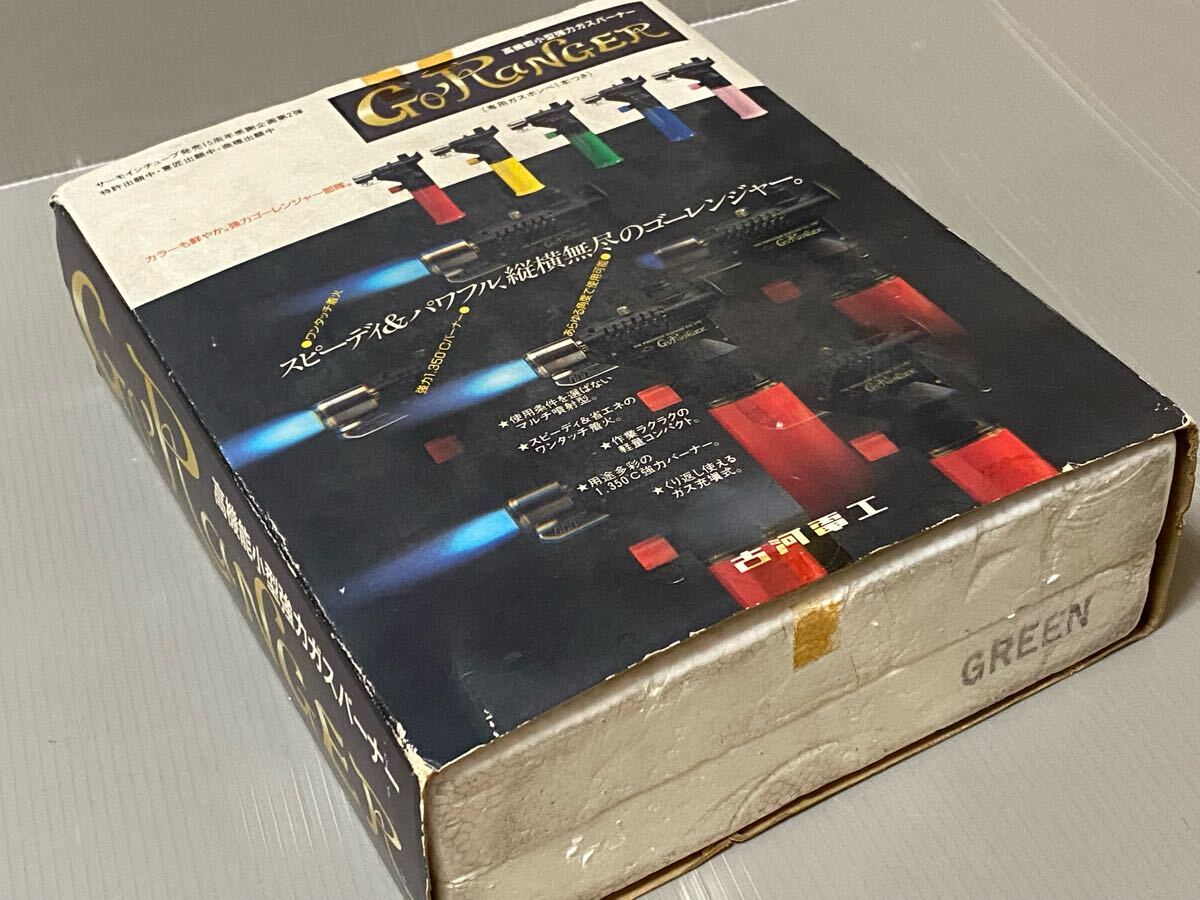 高機能小型強力ガスバーナー
GORANGER
(専用ガスボンベ1本つき)
サーモインチューブ発売15周年感謝企画第2弾
特許出願中・意匠出願中・商標出願中
カラーも鮮やか。強力ゴーレンジャー部隊。
スピーディ&パワフル、縦横無尽のゴーレンジャー。
●ワンタッチ着火
強力1.350℃バーナー●
あらゆる角度で使用可能●
GORANGER
GORANGER
GORANGER
★使用条件を選ばない
マルチ噴射型。
★スピーディ&省エネの
ワンタッチ着火。
★作業ラクラクの
軽量コンパクト。
★用途多彩の
1.350℃強力バーナー。
★くり返し使える
ガス充填式。
古河電工
GREEN
GORANGER
高機能小型強力ガスバーナー